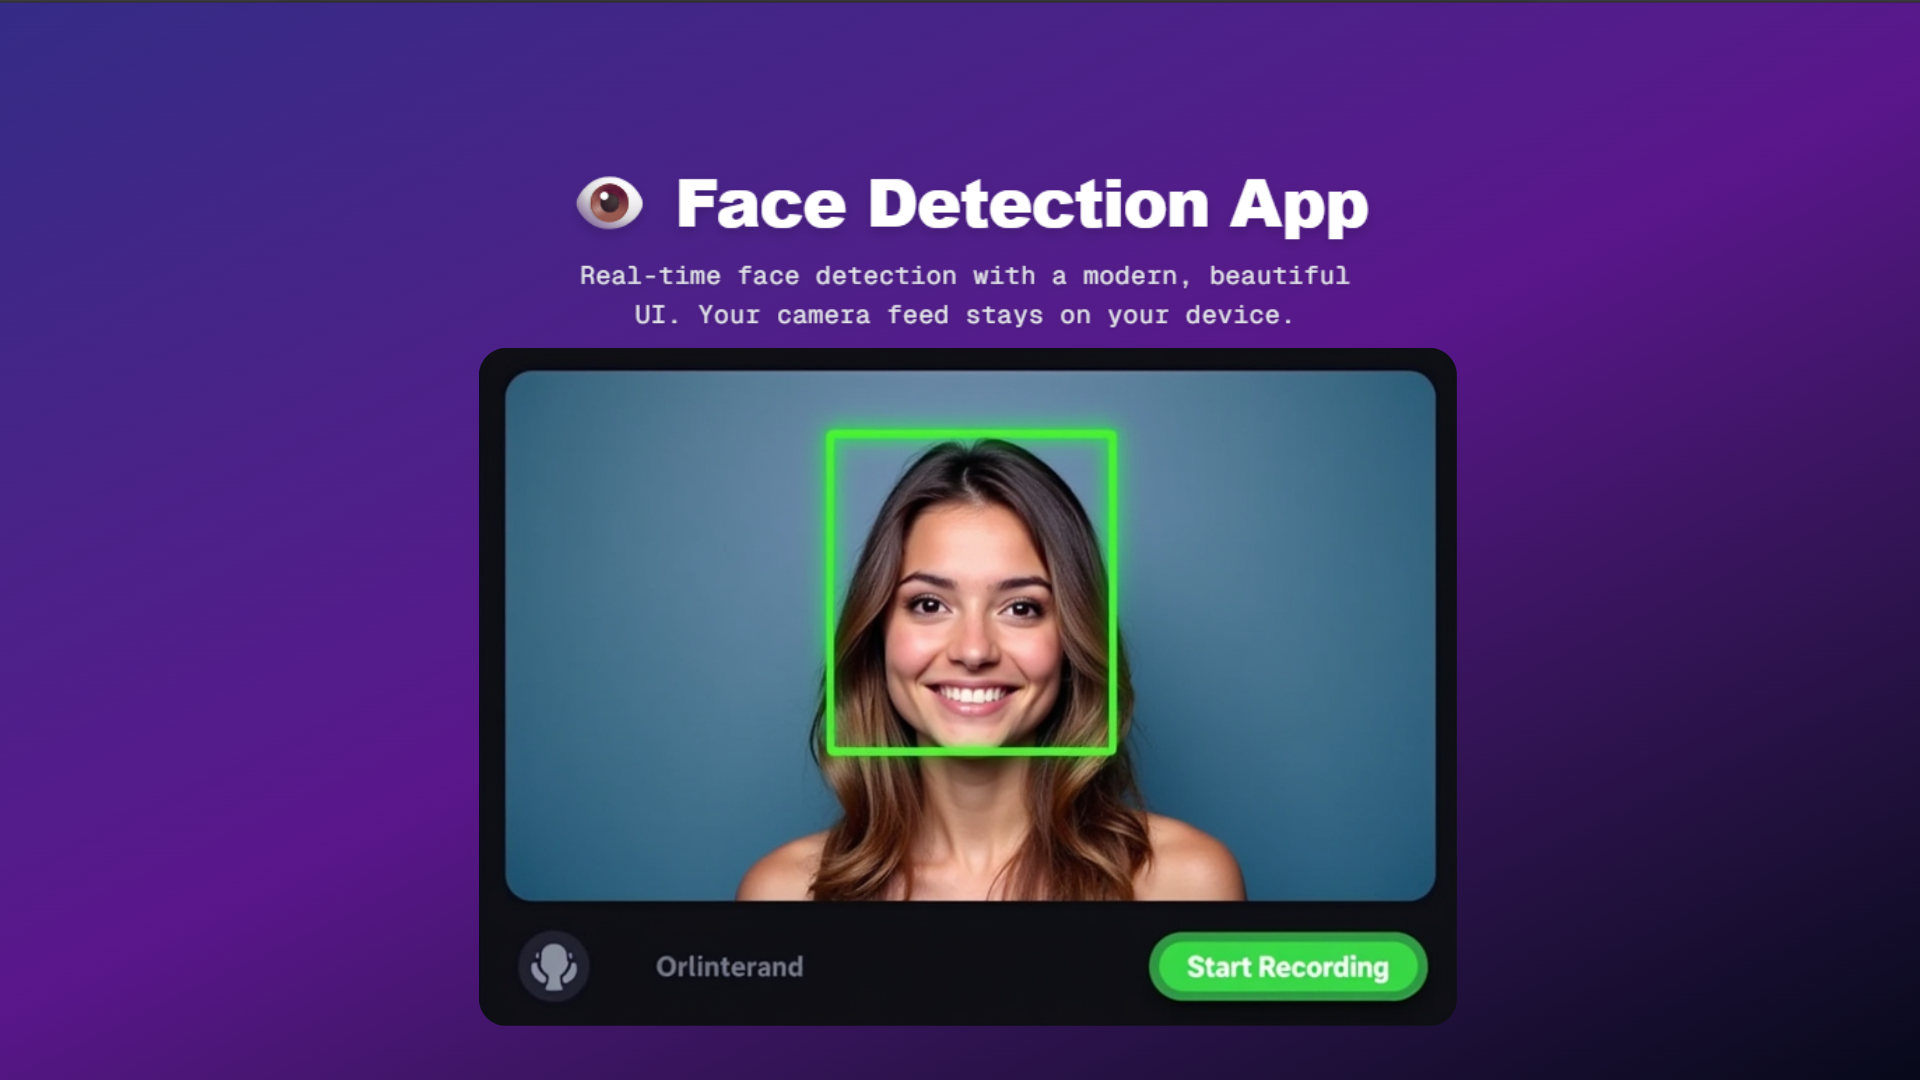 Face Detection App
Real-time face detection with a modern, beautiful
UI. Your camera feed stays on your device.
Orlinterand
Start Recording